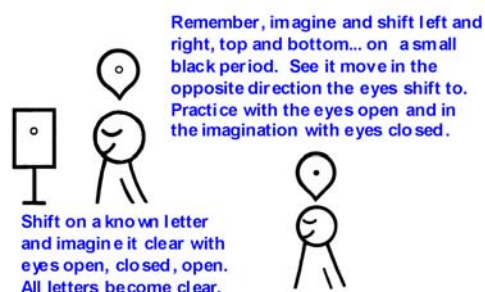 Remember, imagine and shift left and
right, top and bottom... on a small
black period. See it move in the
opposite direction the eyes shift to.
Practice with the eyes open and in
the imagination with eyes closed.
Shift on a known letter
and imagine it clear with
eyes open, closed, open.
All letters become clear.